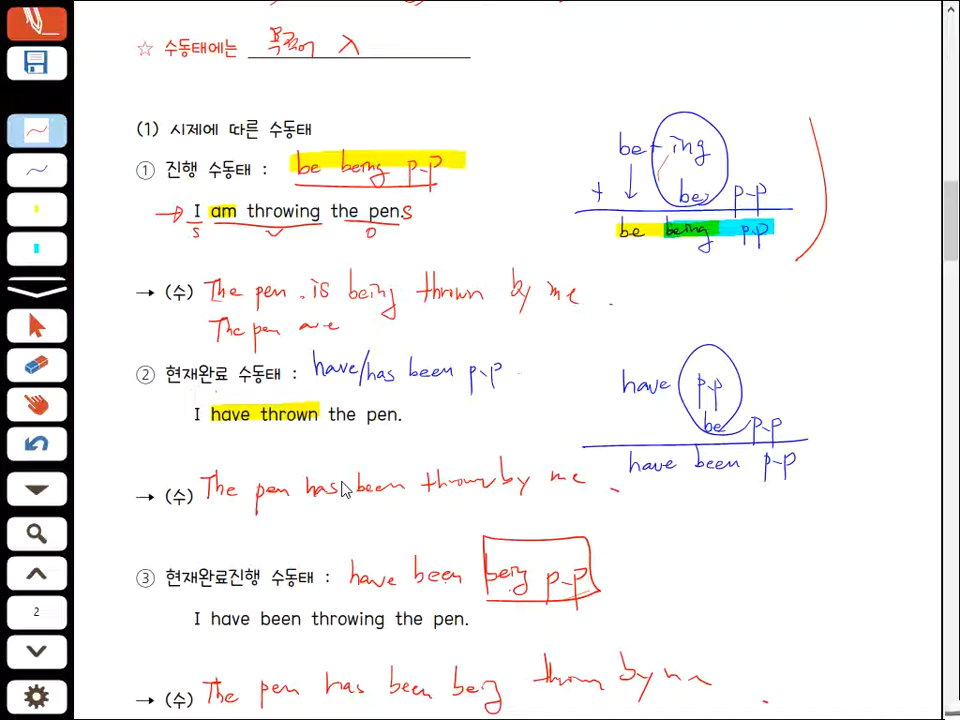 ☆ 수동태에는 목적어 X
(1) 시제에 따른 수동태
① 진행 수동태 : be being p-p
→ I am throwing the pen.s
S V O
be + ing
+ be p-p
be being p-p
→ (수) The pen is being thrown by me .
The pen are
② 현재완료 수동태 : have/has been p-p
I have thrown the pen.
have p-p
be p-p
have been p-p
→ (수) The pen has been thrown by me .
③ 현재완료진행 수동태 : have been being p-p
I have been throwing the pen.
→ (수) The pen has been being thrown by me .
2